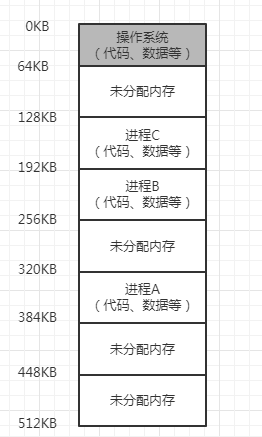 0KB
操作系统
（代码、数据等）
64KB
未分配内存
128KB
进程C
（代码、数据等）
192KB
进程B
（代码、数据等）
256KB
未分配内存
320KB
进程A
（代码、数据等）
384KB
未分配内存
448KB
未分配内存
512KB